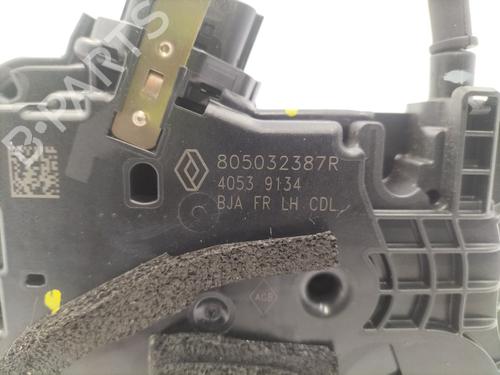 B-PARTS
805032387R
4053 9134
BJA FR LH CDL